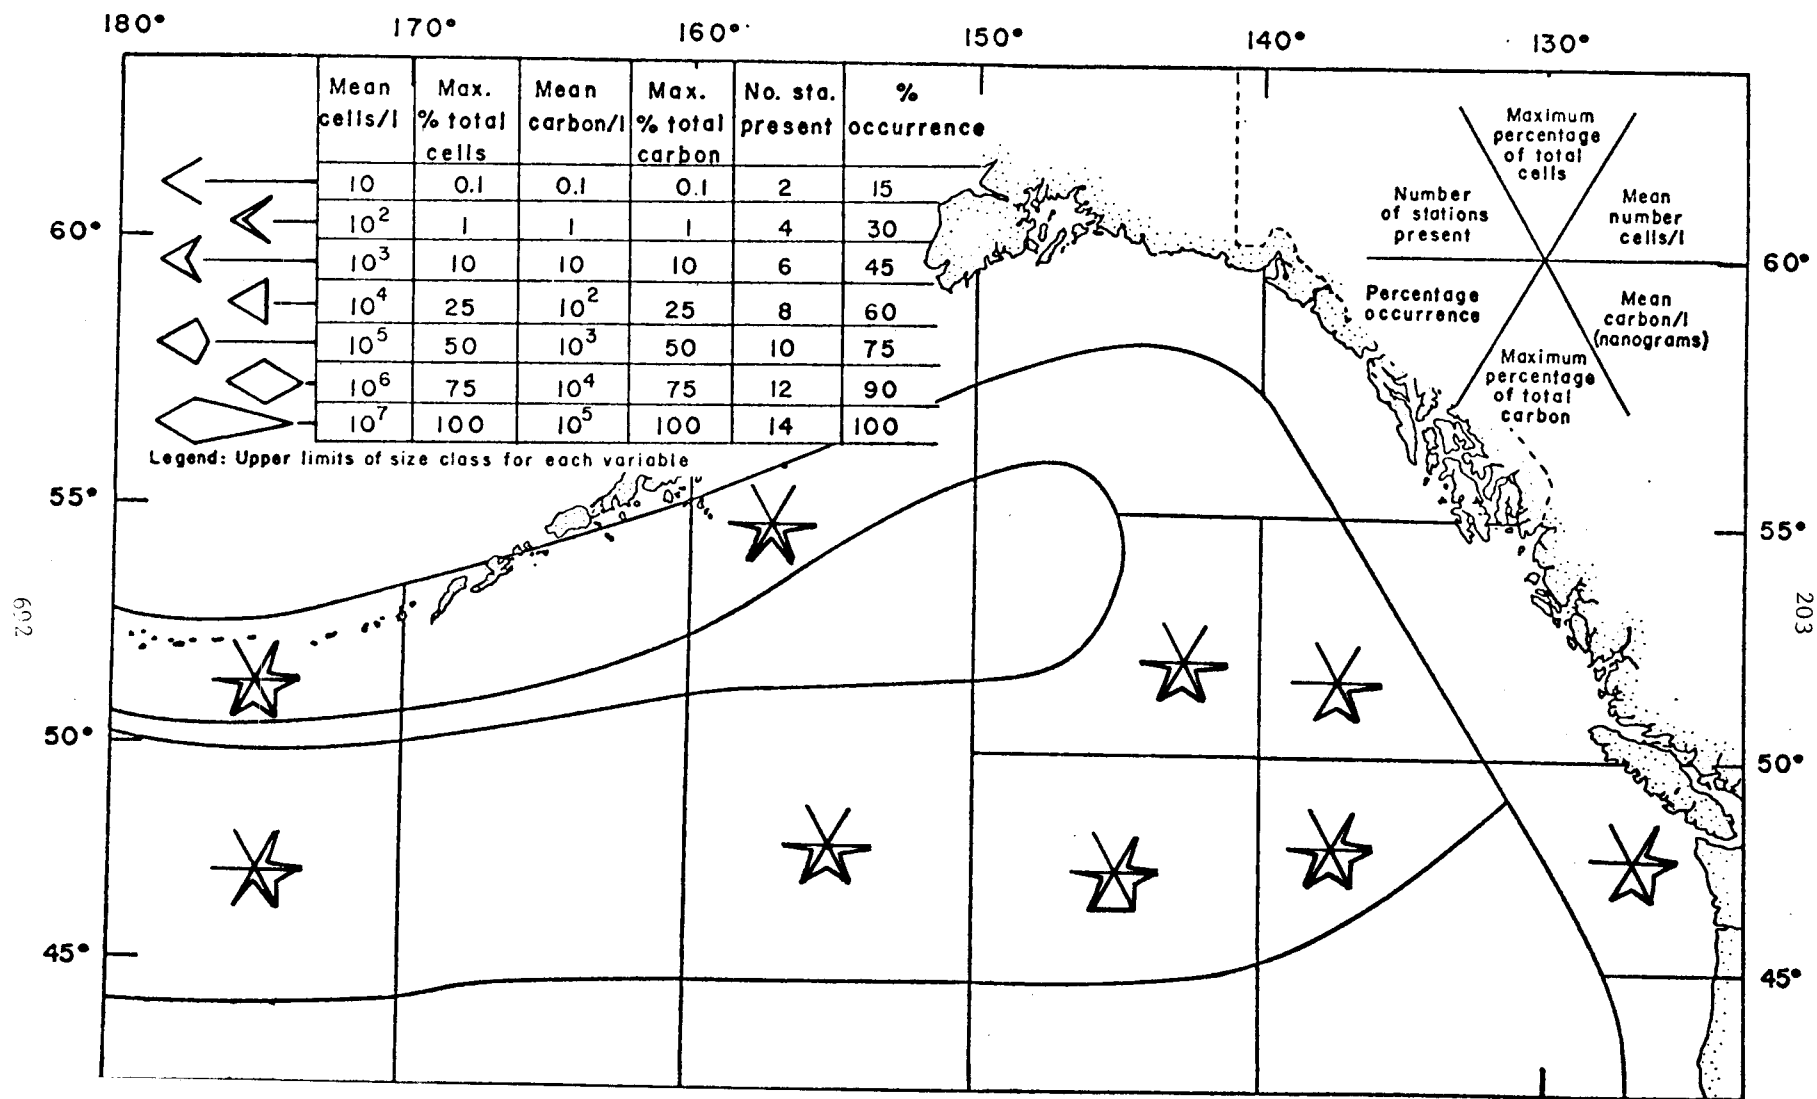 180° 170° 160° 150° 140° 130°
Mean cells/l Max. % total cells Mean carbon/l Max. % total carbon No. sta. present % occurrence
10 0.1 0.1 0.1 2 15
10² 1 1 1 4 30
10³ 10 10 10 6 45
10⁴ 25 10² 25 8 60
10⁵ 50 10³ 50 10 75
10⁶ 75 10⁴ 75 12 90
10⁷ 100 10⁵ 100 14 100
Legend: Upper limits of size class for each variable
Maximum
percentage
of total
cells
Number
of stations
present
Mean
number
cells/l
Percentage
occurrence
Mean
carbon/l
(nanograms)
Maximum
percentage
of total
carbon
60° 60°
55° 55°
50° 50°
45° 45°
203